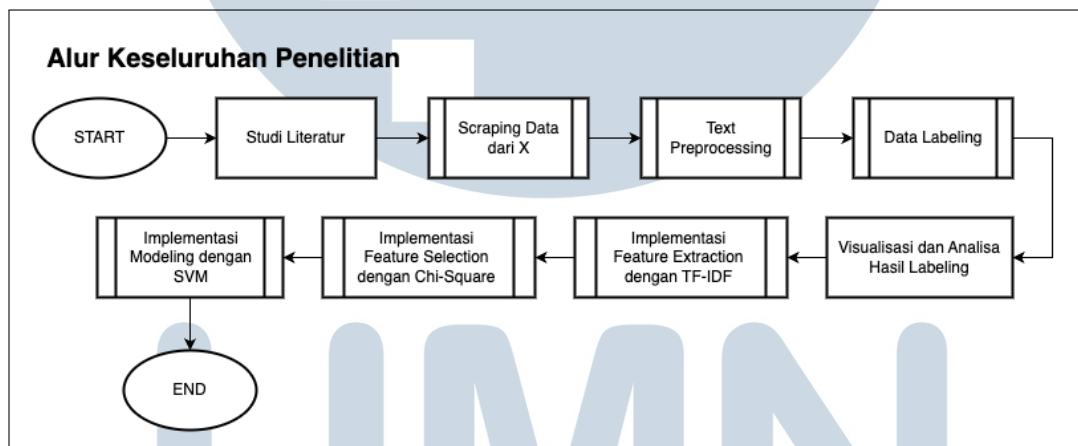 Alur Keseluruhan Penelitian
START
Studi Literatur
Scraping Data
dari X
Text
Preprocessing
Data Labeling
Visualisasi dan Analisa
Hasil Labeling
Implementasi
Feature Extraction
dengan TF-IDF
Implementasi
Feature Selection
dengan Chi-Square
Implementasi
Modeling dengan
SVM
END
UMN